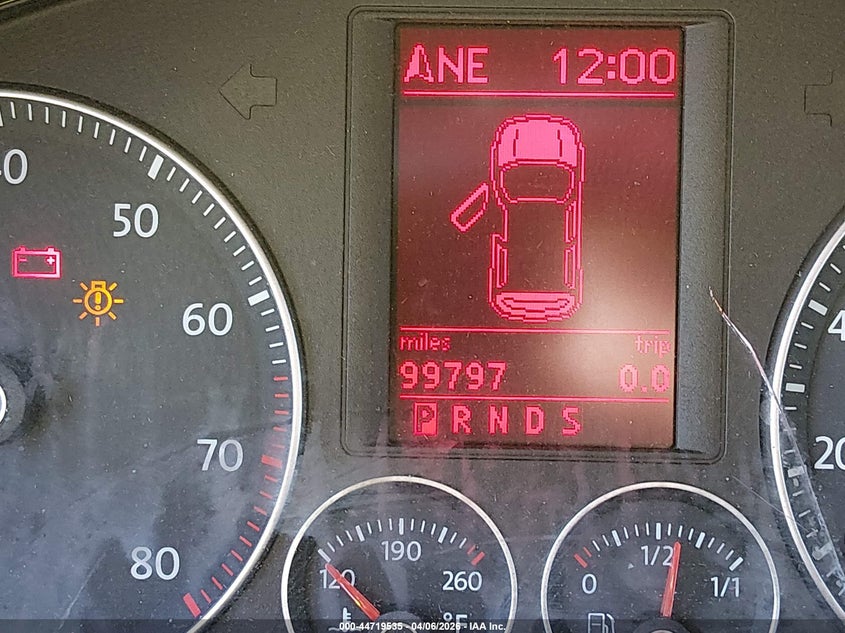 NE 12:00
50
60
70
80
miles trip
99797 0.0
P R N D S
120 190 260
°F
0 1/2 1/1
20
000-44719535 - 04/06/2026 - IAA Inc.